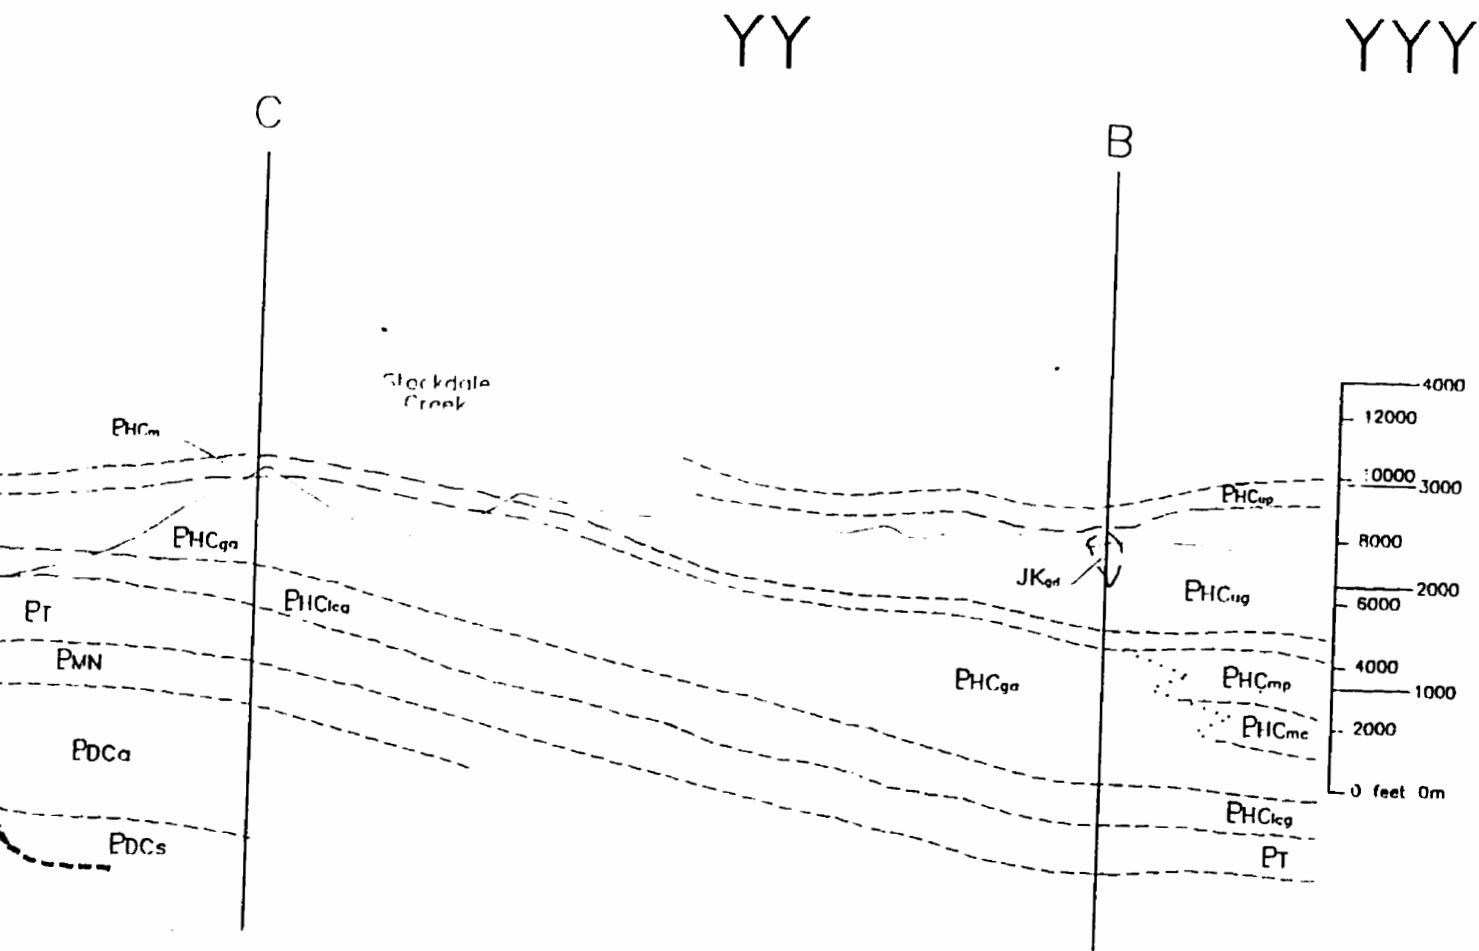 YY
YYY
C
B
Stockdale
Creek
4000
12000
PHCm
10000
3000
PHCup
PHCga
8000
JKgd
PHCug
2000
6000
PHClcg
PT
PMN
4000
PHCga
PHCmp
1000
PHCmc
2000
PDCa
0 feet 0m
PHClcg
PDCs
PT